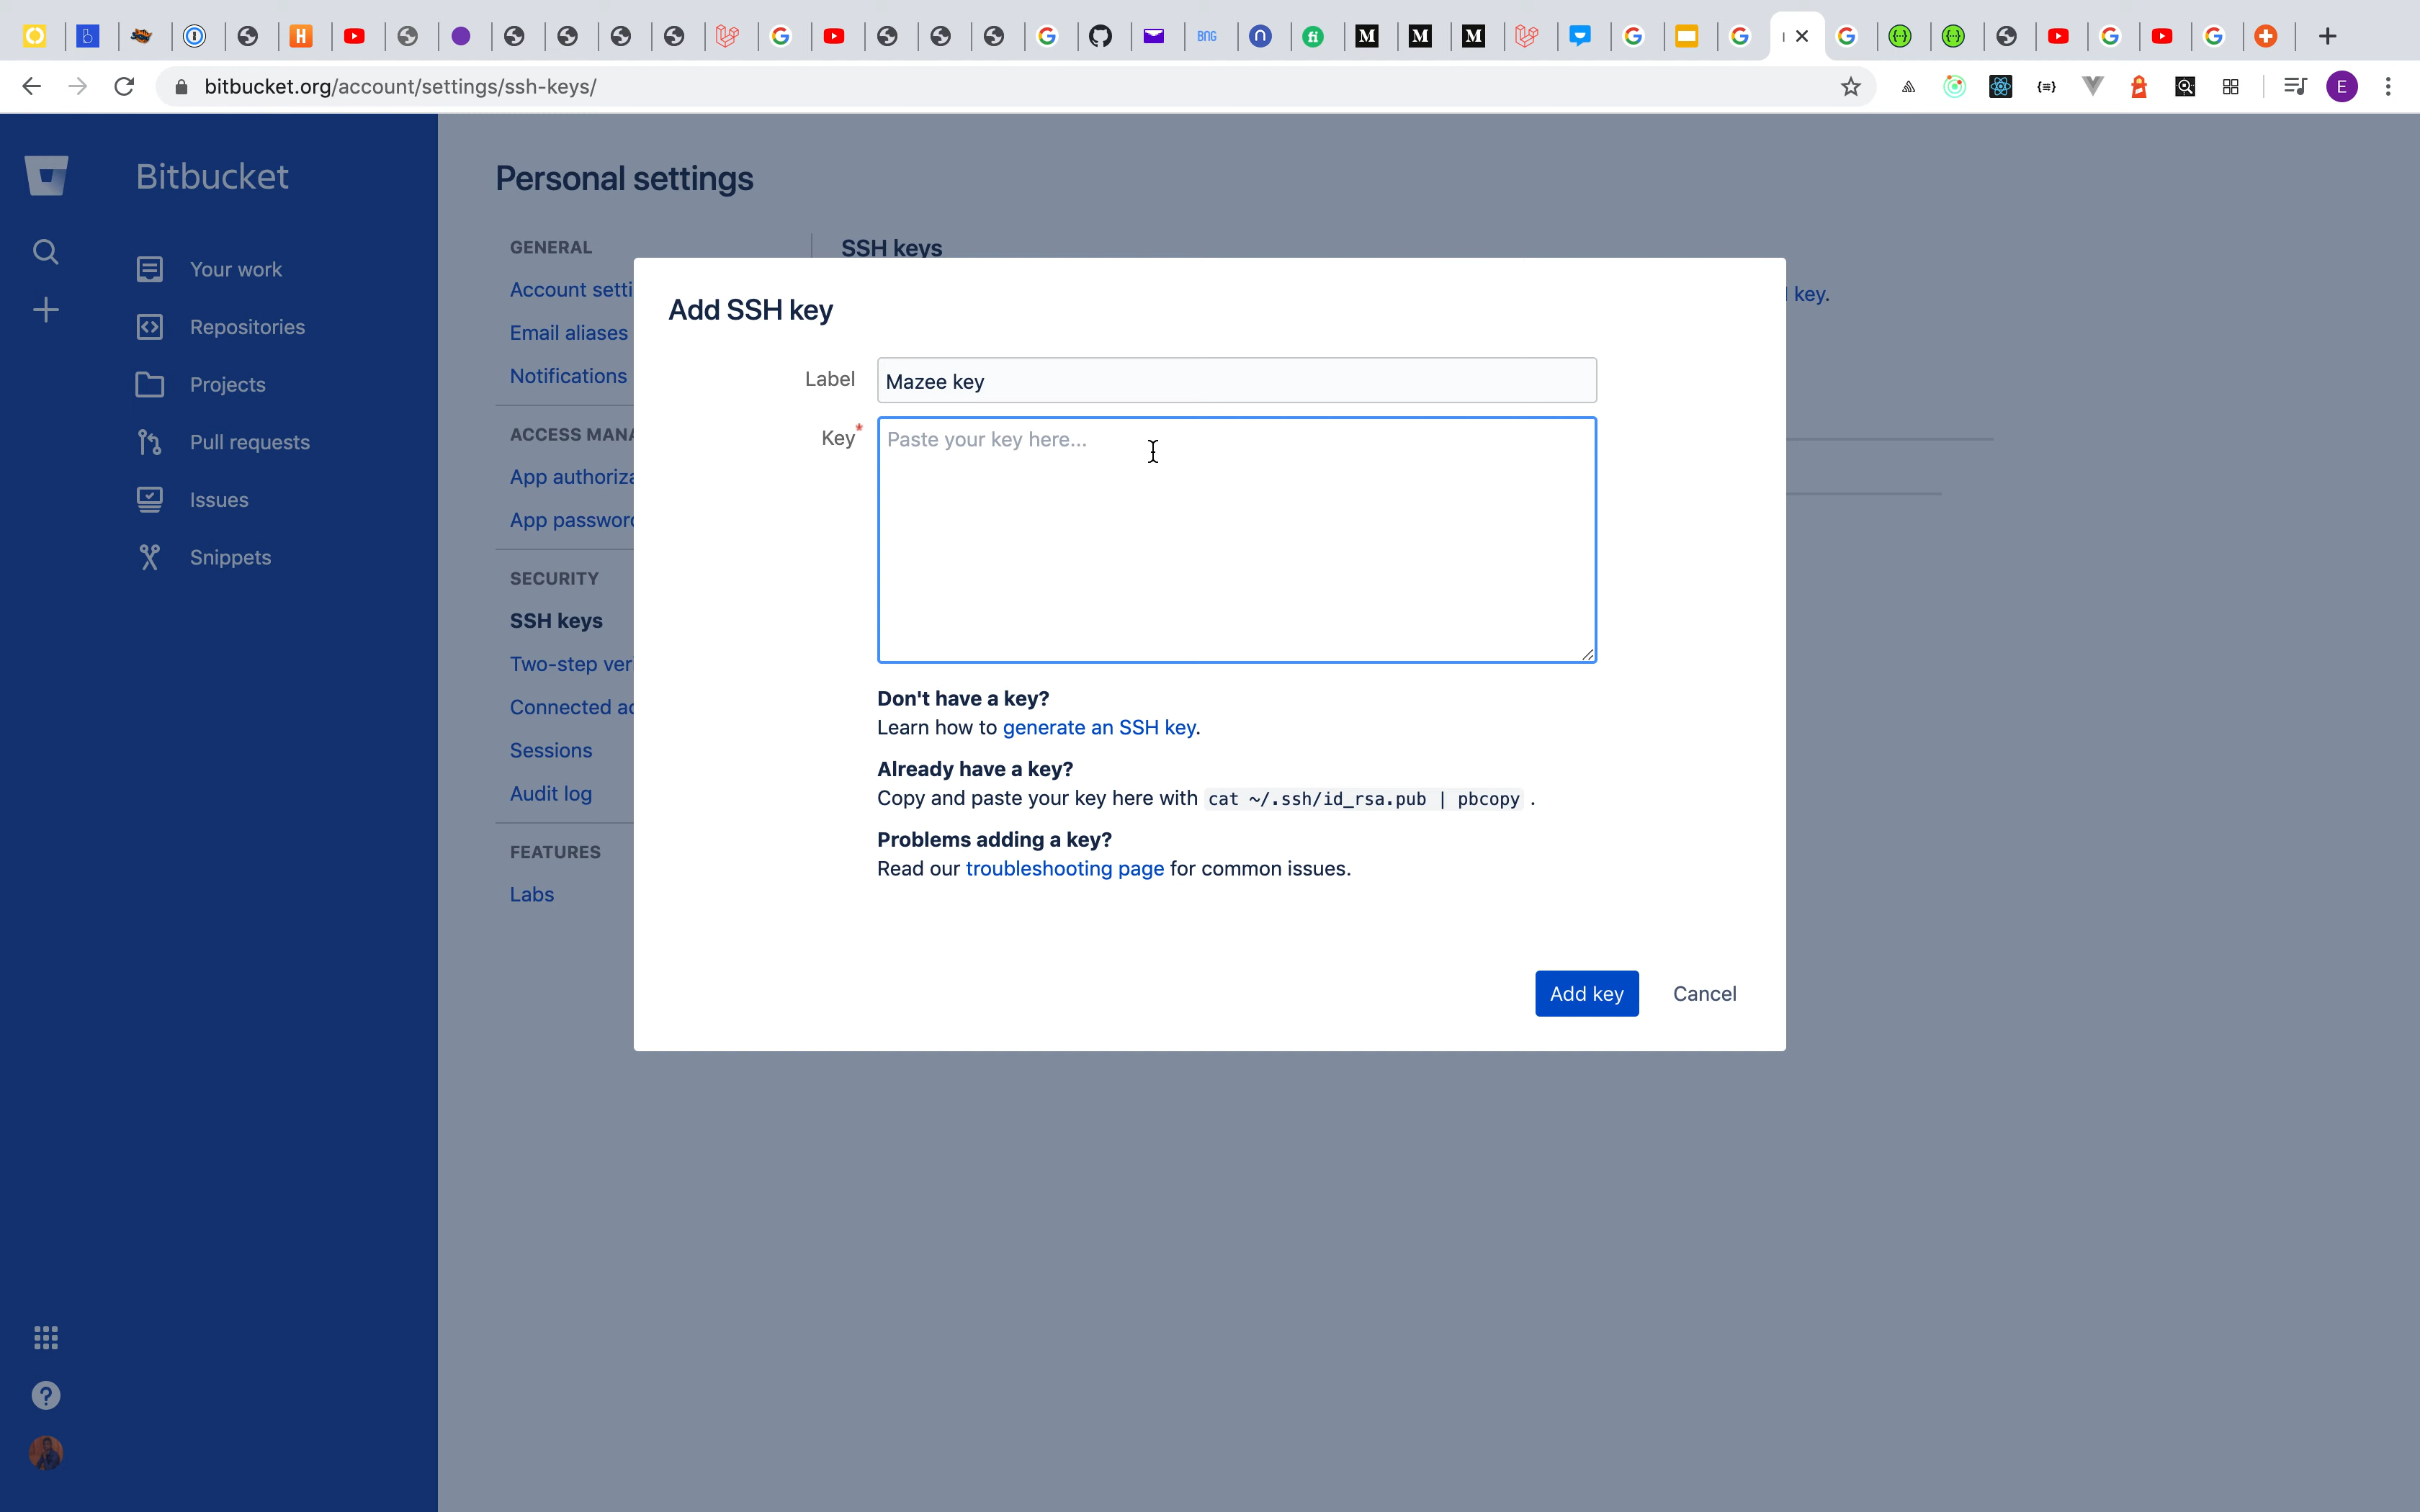 BNG
fi
M
M
M
bitbucket.org/account/settings/ssh-keys/
E
Bitbucket
Your work
Repositories
Projects
Pull requests
Issues
Snippets
Personal settings
GENERAL
Account setti
Email aliases
Notifications
ACCESS MANA
App authoriza
App password
SECURITY
SSH keys
Two-step ver
Connected ac
Sessions
Audit log
FEATURES
Labs
SSH keys
key.
Add SSH key
Label
Mazee key
Key*
Paste your key here...
Don't have a key?
Learn how to generate an SSH key.
Already have a key?
Copy and paste your key here with cat ~/.ssh/id_rsa.pub | pbcopy .
Problems adding a key?
Read our troubleshooting page for common issues.
Add key
Cancel